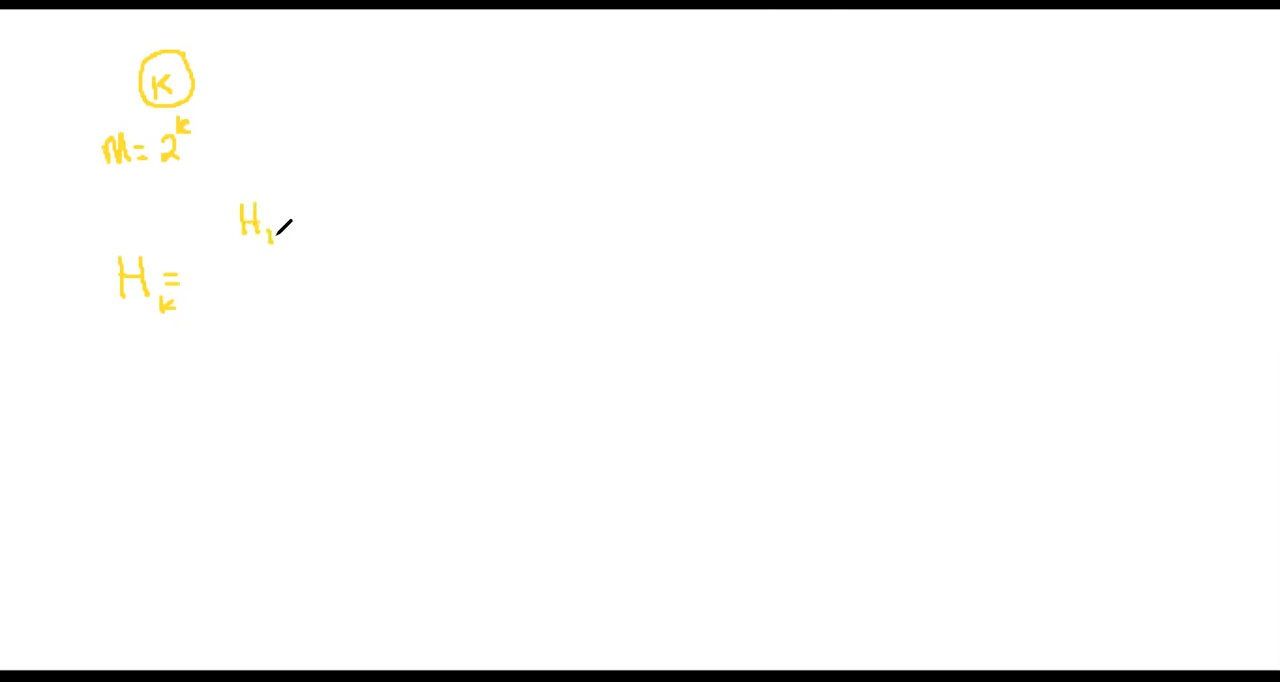 K
M = 2^k
H₁
H_k =